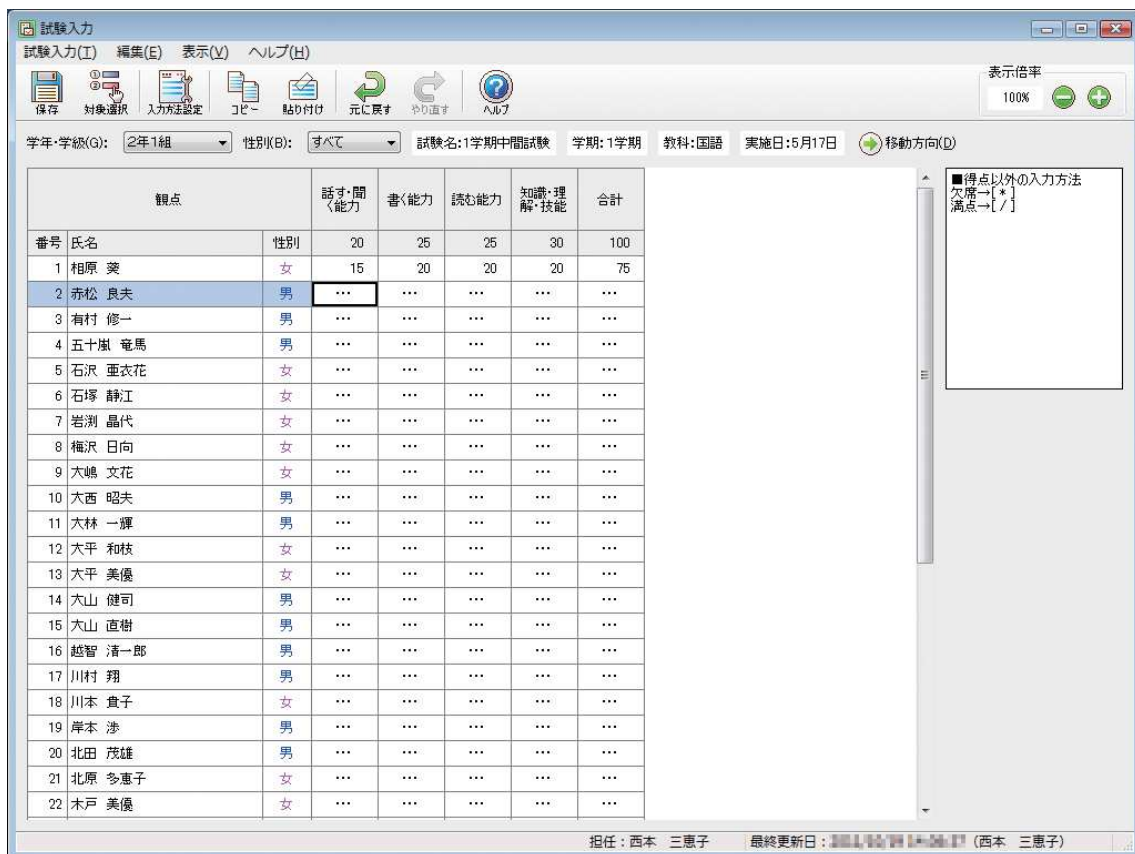 試験入力
試験入力(T) 編集(E) 表示(V) ヘルプ(H)
保存 対象選択 入力方法設定 コピー 貼り付け 元に戻す やり直す ヘルプ
表示倍率
100%
学年・学級(G): 2年1組 性別(B): すべて 試験名:1学期中間試験 学期:1学期 教科:国語 実施日:5月17日 移動方向(D)
観点 話す・聞く能力 書く能力 読む能力 知識・理解・技能 合計
番号 氏名 性別 20 25 25 30 100
1 相原 葵 女 15 20 20 20 75
2 赤松 良夫 男 … … … … …
3 有村 修一 男 … … … … …
4 五十嵐 竜馬 男 … … … … …
5 石沢 亜衣花 女 … … … … …
6 石塚 静江 女 … … … … …
7 岩渕 晶代 女 … … … … …
8 梅沢 日向 女 … … … … …
9 大嶋 文花 女 … … … … …
10 大西 昭夫 男 … … … … …
11 大林 一輝 男 … … … … …
12 大平 和枝 女 … … … … …
13 大平 美優 女 … … … … …
14 大山 健司 男 … … … … …
15 大山 直樹 男 … … … … …
16 越智 清一郎 男 … … … … …
17 川村 翔 男 … … … … …
18 川本 貴子 女 … … … … …
19 岸本 渉 男 … … … … …
20 北田 茂雄 男 … … … … …
21 北原 多恵子 女 … … … … …
22 木戸 美優 女 … … … … …
■得点以外の入力方法
欠席→[*]
満点→[/]
担任:西本 三恵子 最終更新日: (西本 三恵子)